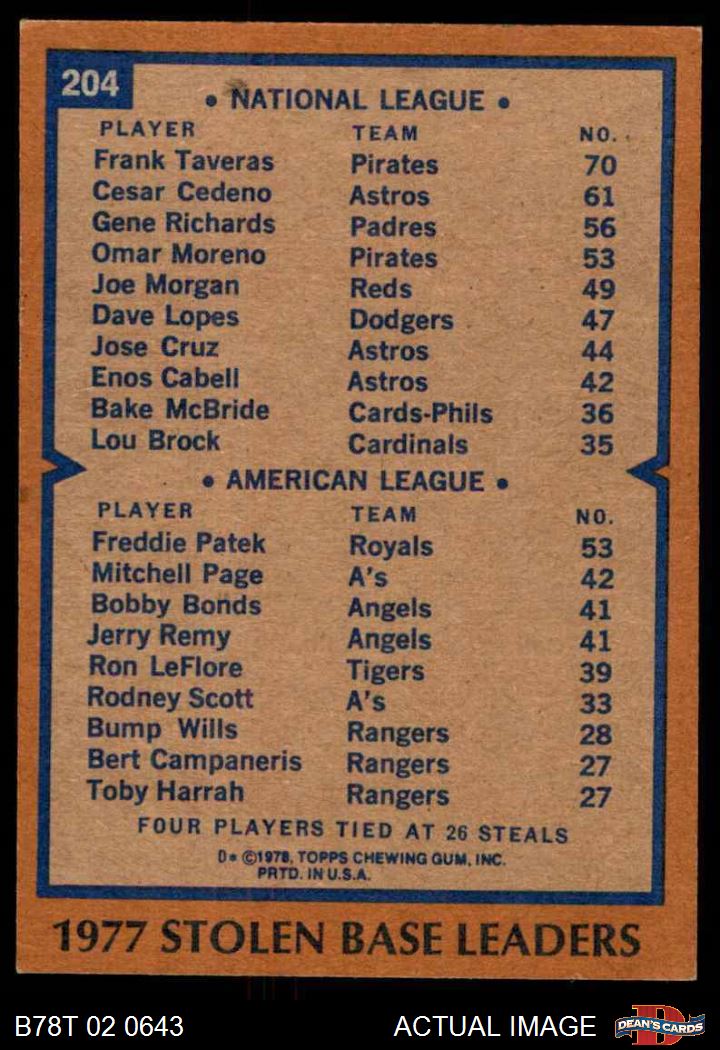 204
• NATIONAL LEAGUE •
PLAYER TEAM NO.
Frank Taveras Pirates 70
Cesar Cedeno Astros 61
Gene Richards Padres 56
Omar Moreno Pirates 53
Joe Morgan Reds 49
Dave Lopes Dodgers 47
Jose Cruz Astros 44
Enos Cabell Astros 42
Bake McBride Cards-Phils 36
Lou Brock Cardinals 35
• AMERICAN LEAGUE •
PLAYER TEAM NO.
Freddie Patek Royals 53
Mitchell Page A's 42
Bobby Bonds Angels 41
Jerry Remy Angels 41
Ron LeFlore Tigers 39
Rodney Scott A's 33
Bump Wills Rangers 28
Bert Campaneris Rangers 27
Toby Harrah Rangers 27
FOUR PLAYERS TIED AT 26 STEALS
D* ©1978, TOPPS CHEWING GUM, INC.
PRTD. IN U.S.A.
1977 STOLEN BASE LEADERS
B78T 02 0643 ACTUAL IMAGE D DEAN'S CARDS